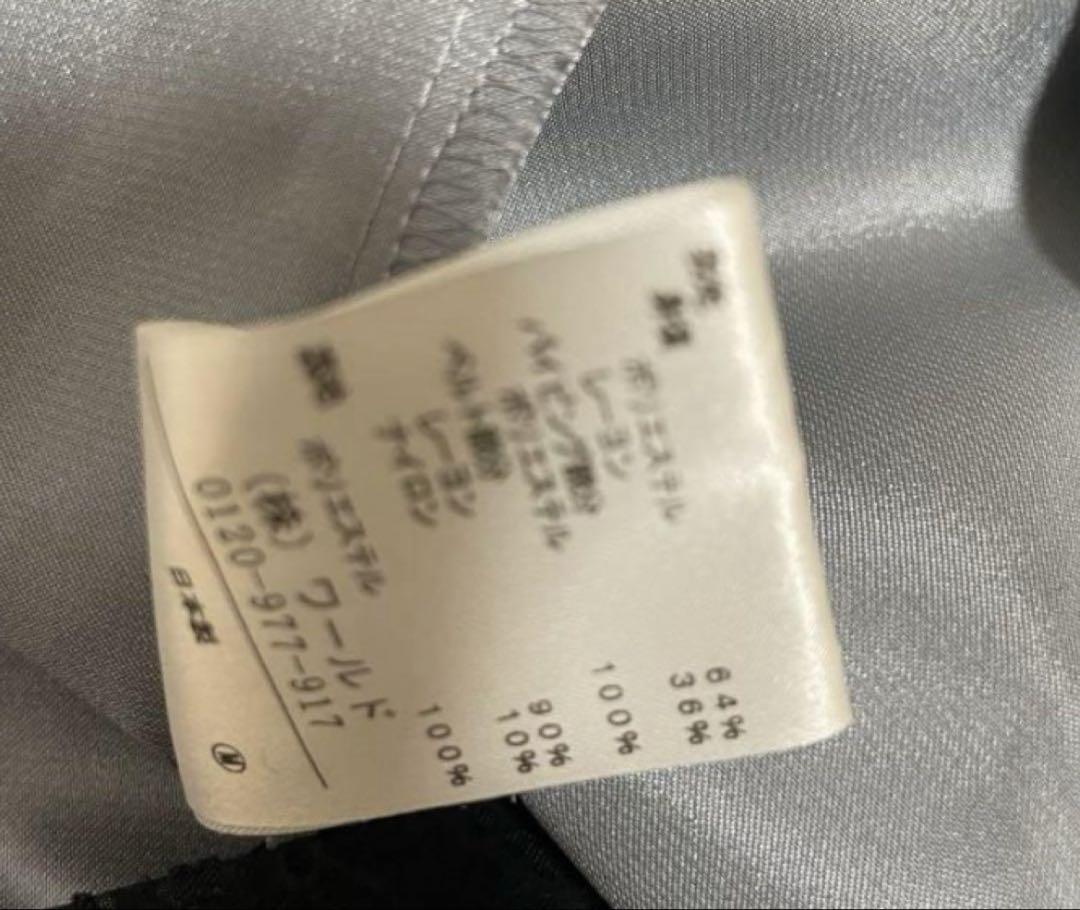 表地
本体
ポリエステル 64%
レーヨン 36%
パイピング部分
ポリエステル 100%
ベルト部分
レーヨン 90%
ナイロン 10%
裏地
ポリエステル 100%
(株) ワールド
0120-977-917
日本製
N